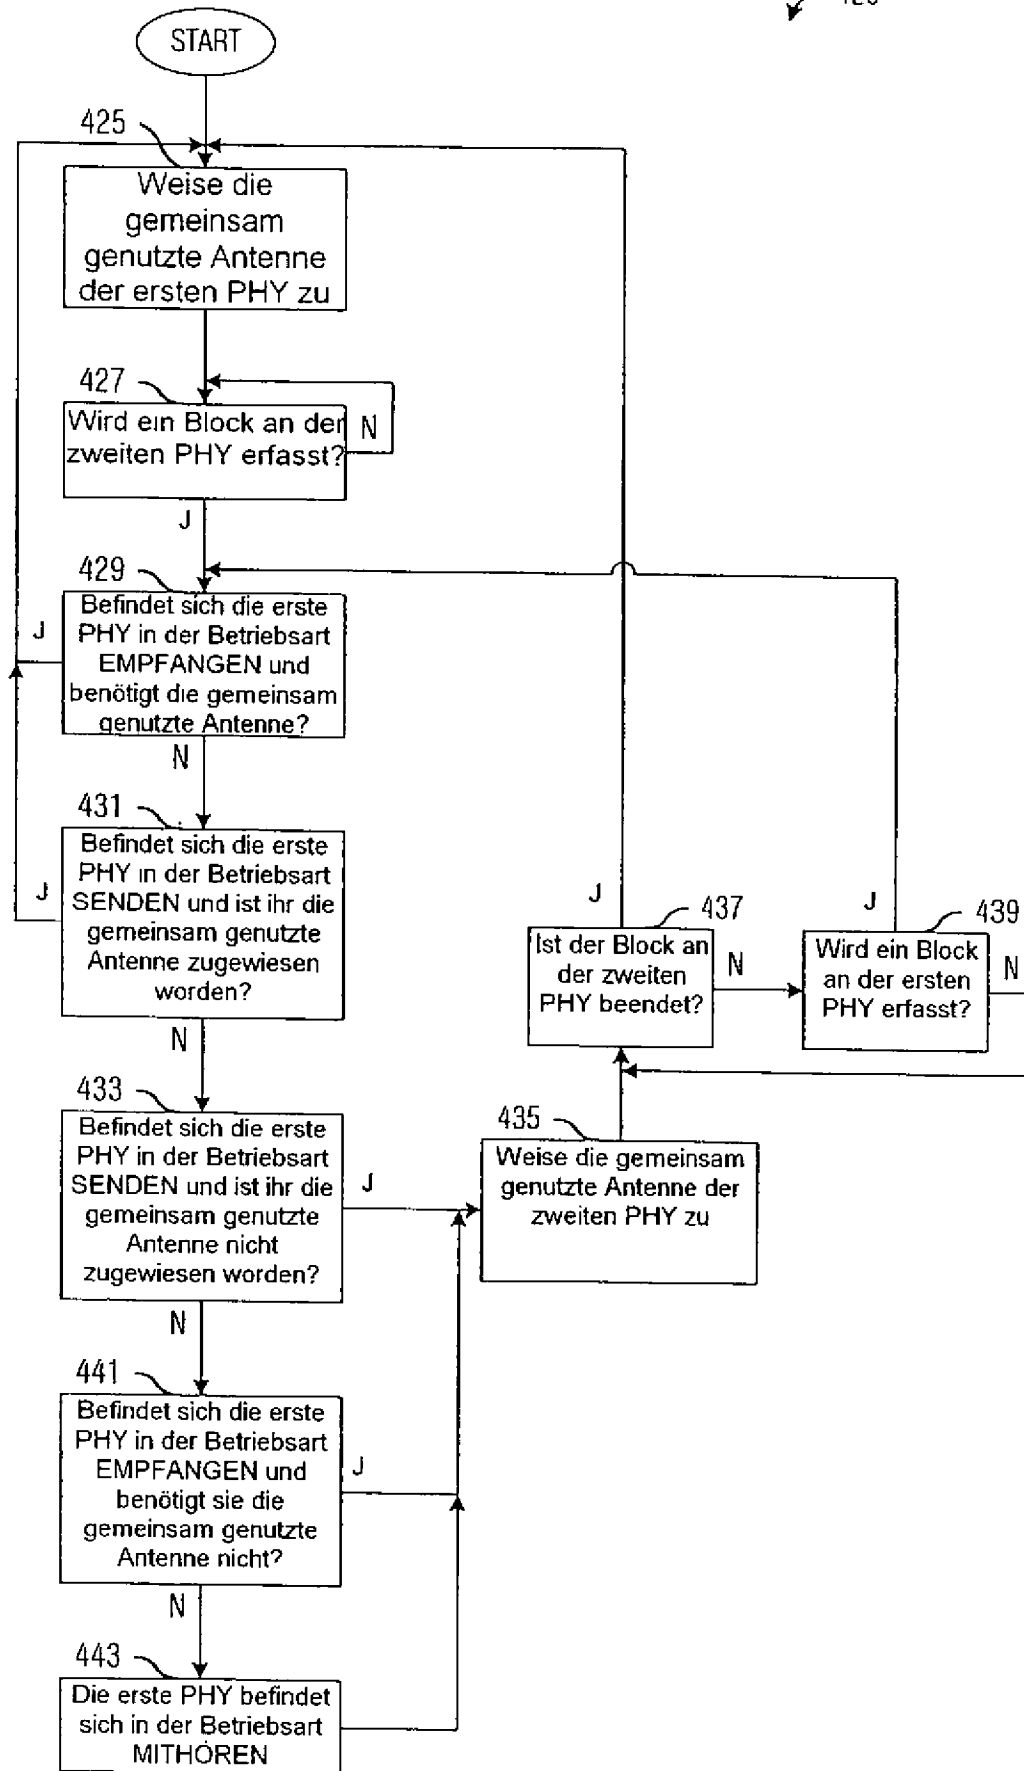 START
425
Weise die
gemeinsam
genutzte Antenne
der ersten PHY zu
427
Wird ein Block an der
zweiten PHY erfasst?
N
J
429
Befindet sich die erste
PHY in der Betriebsart
EMPFANGEN und
benötigt die gemeinsam
genutzte Antenne?
J
N
431
Befindet sich die erste
PHY in der Betriebsart
SENDEN und ist ihr die
gemeinsam genutzte
Antenne zugewiesen
worden?
J
N
433
Befindet sich die erste
PHY in der Betriebsart
SENDEN und ist ihr die
gemeinsam genutzte
Antenne nicht
zugewiesen worden?
J
N
435
Weise die gemeinsam
genutzte Antenne der
zweiten PHY zu
J
437
Ist der Block an
der zweiten
PHY beendet?
N
J
439
Wird ein Block
an der ersten
PHY erfasst?
N
441
Befindet sich die erste
PHY in der Betriebsart
EMPFANGEN und
benötigt sie die
gemeinsam genutzte
Antenne nicht?
J
N
443
Die erste PHY befindet
sich in der Betriebsart
MITHÖREN